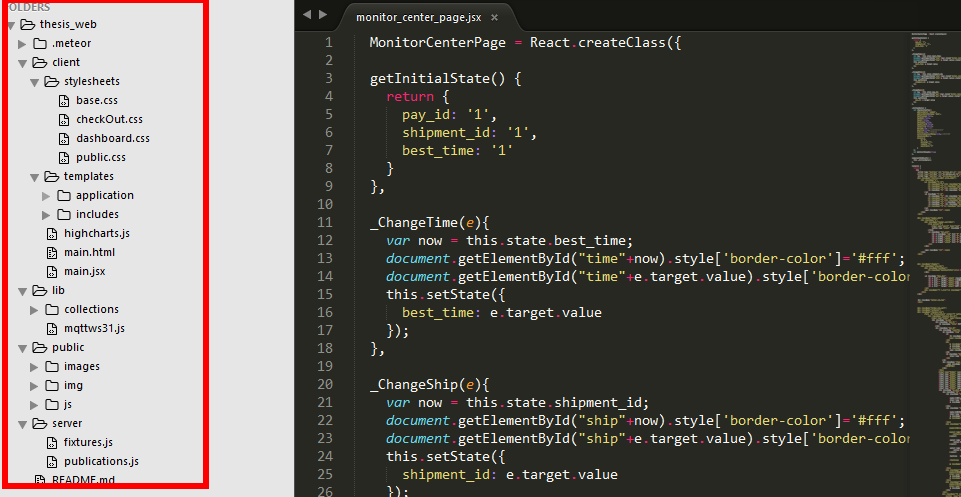 FOLDERS
thesis_web
.meteor
client
stylesheets
base.css
checkOut.css
dashboard.css
public.css
templates
application
includes
highcharts.js
main.html
main.jsx
lib
collections
mqttws31.js
public
images
img
js
server
fixtures.js
publications.js
README.md
monitor_center_page.jsx ×
1 MonitorCenterPage = React.createClass({
2
3 getInitialState() {
4 return {
5 pay_id: '1',
6 shipment_id: '1',
7 best_time: '1'
8 }
9 },
10
11 _ChangeTime(e){
12 var now = this.state.best_time;
13 document.getElementById("time"+now).style['border-color']='#fff';
14 document.getElementById("time"+e.target.value).style['border-color
15 this.setState({
16 best_time: e.target.value
17 });
18 },
19
20 _ChangeShip(e){
21 var now = this.state.shipment_id;
22 document.getElementById("ship"+now).style['border-color']='#fff';
23 document.getElementById("ship"+e.target.value).style['border-color
24 this.setState({
25 shipment_id: e.target.value
26 });